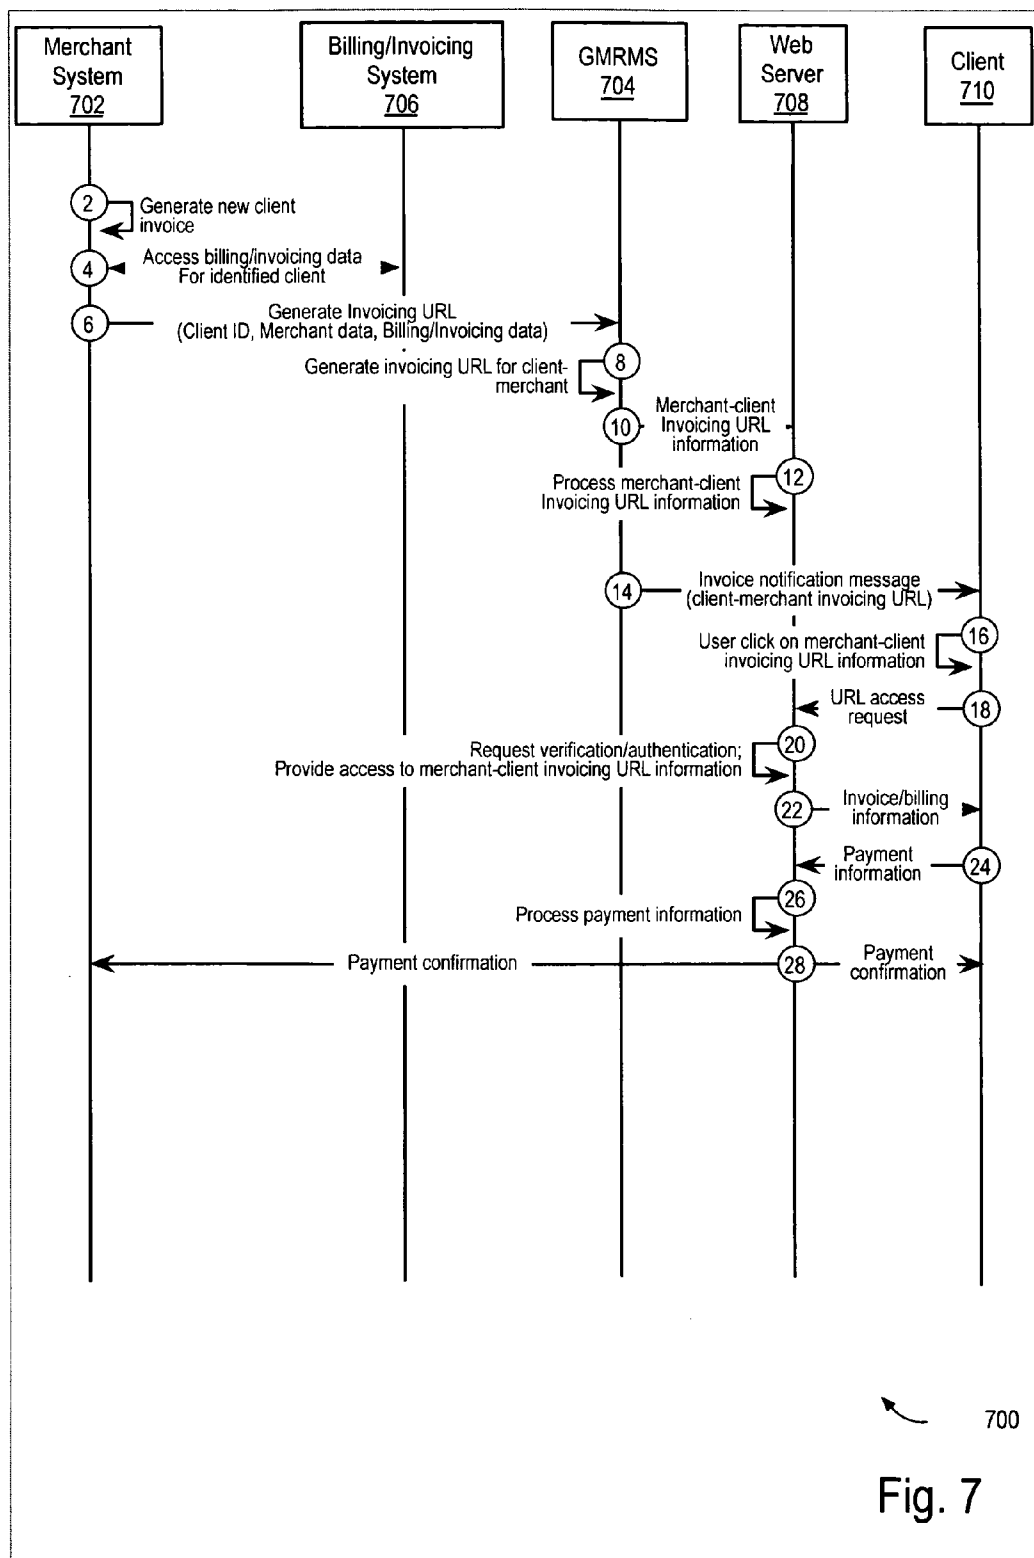 Merchant
System
702
Billing/Invoicing
System
706
GMRMS
704
Web
Server
708
Client
710
2
Generate new client
invoice
4
Access billing/invoicing data
For identified client
6
Generate Invoicing URL
(Client ID, Merchant data, Billing/Invoicing data)
8
Generate invoicing URL for client-
merchant
10
Merchant-client
Invoicing URL
information
12
Process merchant-client
Invoicing URL information
14
Invoice notification message
(client-merchant invoicing URL)
16
User click on merchant-client
invoicing URL information
URL access
request
18
20
Request verification/authentication;
Provide access to merchant-client invoicing URL information
22
Invoice/billing
information
Payment
information
24
26
Process payment information
Payment confirmation
28
Payment
confirmation
700
Fig. 7